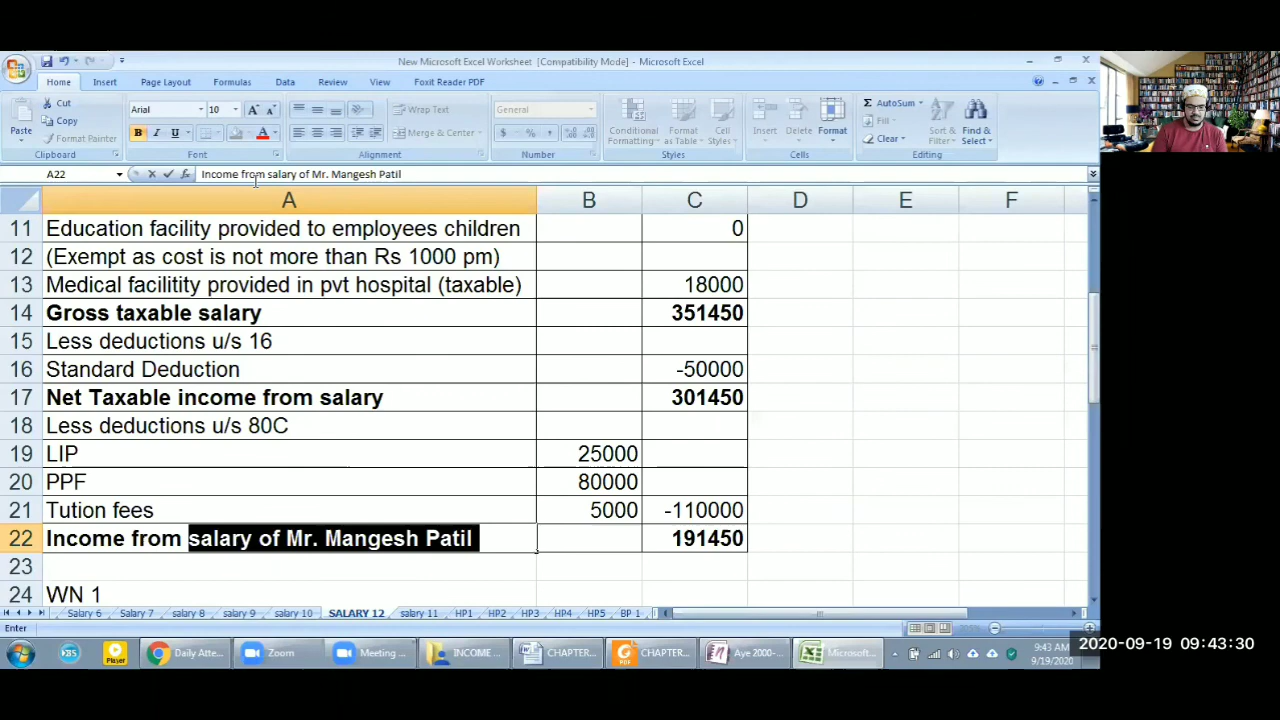 New Microsoft Excel Worksheet [Compatibility Mode] - Microsoft Excel
Home Insert Page Layout Formulas Data Review View Foxit Reader PDF
Paste Cut Copy Format Painter
Arial 10
Wrap Text Merge & Center
General
Conditional Formatting Format as Table Cell Styles
Insert Delete Format
AutoSum Fill Clear Sort & Filter Find & Select
Clipboard Font Alignment Number Styles Cells Editing
A22 Income from salary of Mr. Mangesh Patil
A B C D E F
11 Education facility provided to employees children 0
12 (Exempt as cost is not more than Rs 1000 pm)
13 Medical facilitity provided in pvt hospital (taxable) 18000
14 Gross taxable salary 351450
15 Less deductions u/s 16
16 Standard Deduction -50000
17 Net Taxable income from salary 301450
18 Less deductions u/s 80C
19 LIP 25000
20 PPF 80000
21 Tution fees 5000 -110000
22 Income from salary of Mr. Mangesh Patil 191450
23
24 WN 1
Salary 6 Salary 7 salary 8 salary 9 salary 10 SALARY 12 salary 11 HP1 HP2 HP3 HP4 HP5 BP 1
Enter
Player Daily Atte... Zoom Meeting ... INCOME ... CHAPTER... CHAPTER... Aye 2000-... Microsoft...
9:43 AM
9/19/2020
2020-09-19 09:43:30